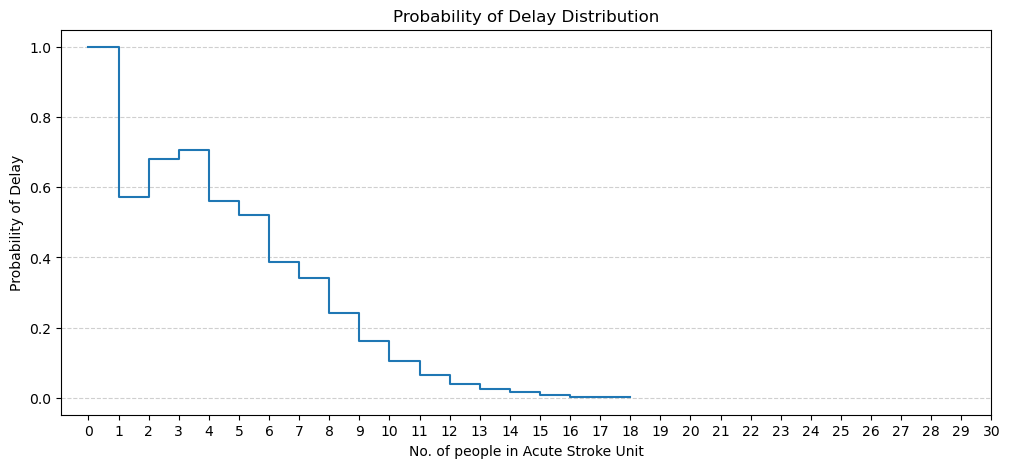 Probability of Delay Distribution
Probability of Delay
1.0
0.8
0.6
0.4
0.2
0.0
0 1 2 3 4 5 6 7 8 9 10 11 12 13 14 15 16 17 18 19 20 21 22 23 24 25 26 27 28 29 30
No. of people in Acute Stroke Unit